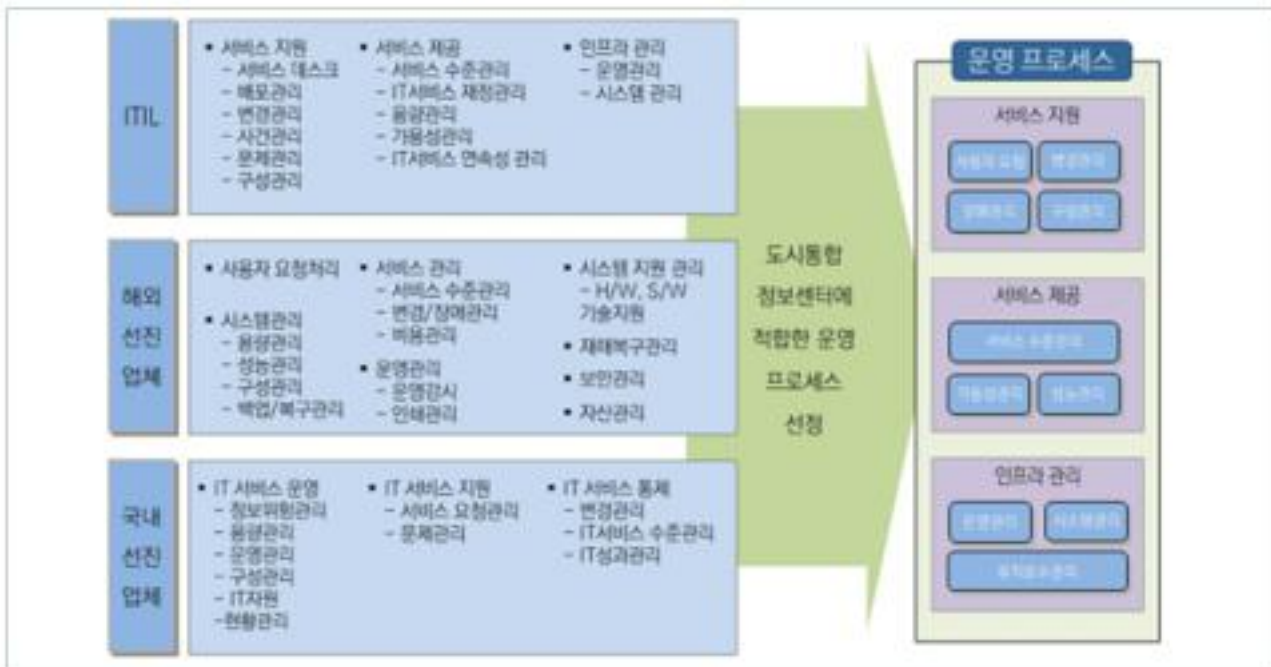 ITIL
▪ 서비스 지원
- 서비스 데스크
- 배포관리
- 변경관리
- 사건관리
- 문제관리
- 구성관리
▪ 서비스 제공
- 서비스 수준관리
- IT서비스 재정관리
- 용량관리
- 가용성관리
- IT서비스 연속성 관리
▪ 인프라 관리
- 운영관리
- 시스템 관리
해외
선진
업체
▪ 사용자 요청처리
▪ 시스템관리
- 용량관리
- 성능관리
- 구성관리
- 백업/복구관리
▪ 서비스 관리
- 서비스 수준관리
- 변경/장애관리
- 비용관리
▪ 운영관리
- 운영감시
- 인쇄관리
▪ 시스템 지원 관리
- H/W, S/W
기술지원
▪ 재해복구관리
▪ 보안관리
▪ 자산관리
국내
선진
업체
▪ IT 서비스 운영
- 정보위험관리
- 용량관리
- 운영관리
- 구성관리
- IT자원
-현황관리
▪ IT 서비스 지원
- 서비스 요청관리
- 문제관리
▪ IT 서비스 통제
- 변경관리
- IT서비스 수준관리
- IT성과관리
도시통합
정보센터에
적합한 운영
프로세스
선정
운영 프로세스
서비스 지원
사용자 요청
변경관리
장애관리
구성관리
서비스 제공
서비스 수준관리
가용성관리
성능관리
인프라 관리
운영관리
시스템관리
유지보수관리